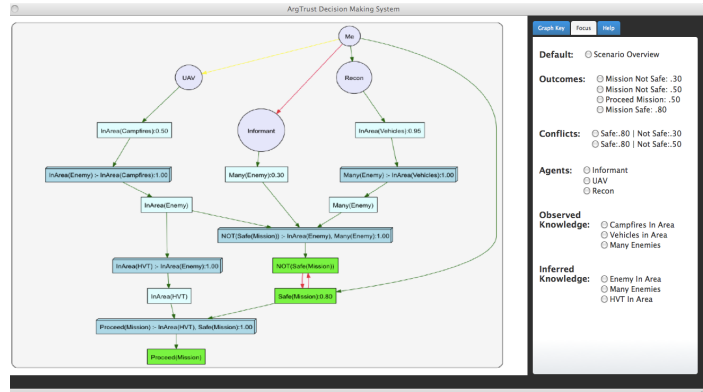 ArgTrust Decision Making System
Me
UAV
Recon
Informant
InArea(Campfires):0.50
InArea(Vehicles):0.95
InArea(Enemy) :- InArea(Campfires):1.00
Many(Enemy):0.30
Many(Enemy) :- InArea(Vehicles):1.00
InArea(Enemy)
Many(Enemy)
NOT(Safe(Mission)) :- InArea(Enemy), Many(Enemy):1.00
InArea(HVT) :- InArea(Enemy):1.00
NOT(Safe(Mission))
InArea(HVT)
Safe(Mission):0.80
Proceed(Mission) :- InArea(HVT), Safe(Mission):1.00
Proceed(Mission)
Graph Key Focus Help
Default: Scenario Overview
Outcomes: Mission Not Safe: .30
Mission Not Safe: .50
Proceed Mission: .50
Mission Safe: .80
Conflicts: Safe:.80 | Not Safe:.30
Safe:.80 | Not Safe:.50
Agents: Informant
UAV
Recon
Observed
Knowledge: Campfires In Area
Vehicles in Area
Many Enemies
Inferred
Knowledge: Enemy In Area
Many Enemies
HVT In Area